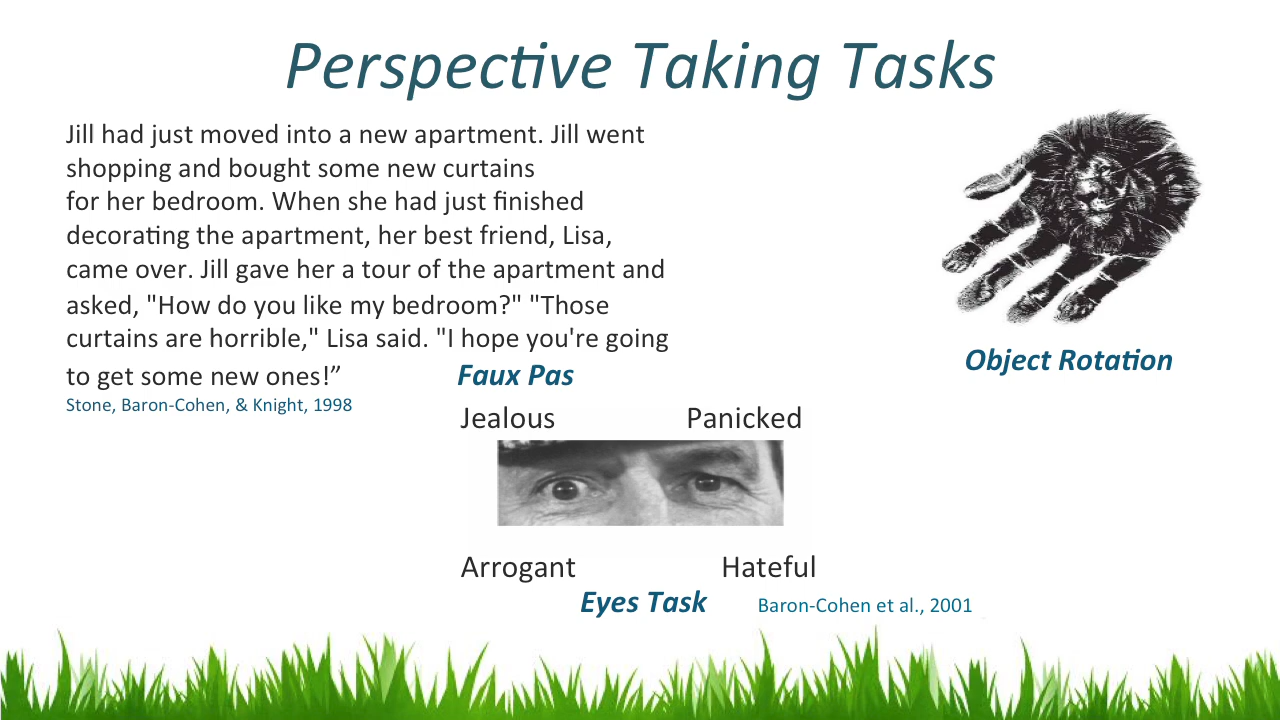 Perspective Taking Tasks
Jill had just moved into a new apartment. Jill went
shopping and bought some new curtains
for her bedroom. When she had just finished
decorating the apartment, her best friend, Lisa,
came over. Jill gave her a tour of the apartment and
asked, "How do you like my bedroom?" "Those
curtains are horrible," Lisa said. "I hope you're going
to get some new ones!”
Faux Pas
Stone, Baron-Cohen, & Knight, 1998
Object Rotation
Jealous Panicked
Arrogant Hateful
Eyes Task Baron-Cohen et al., 2001